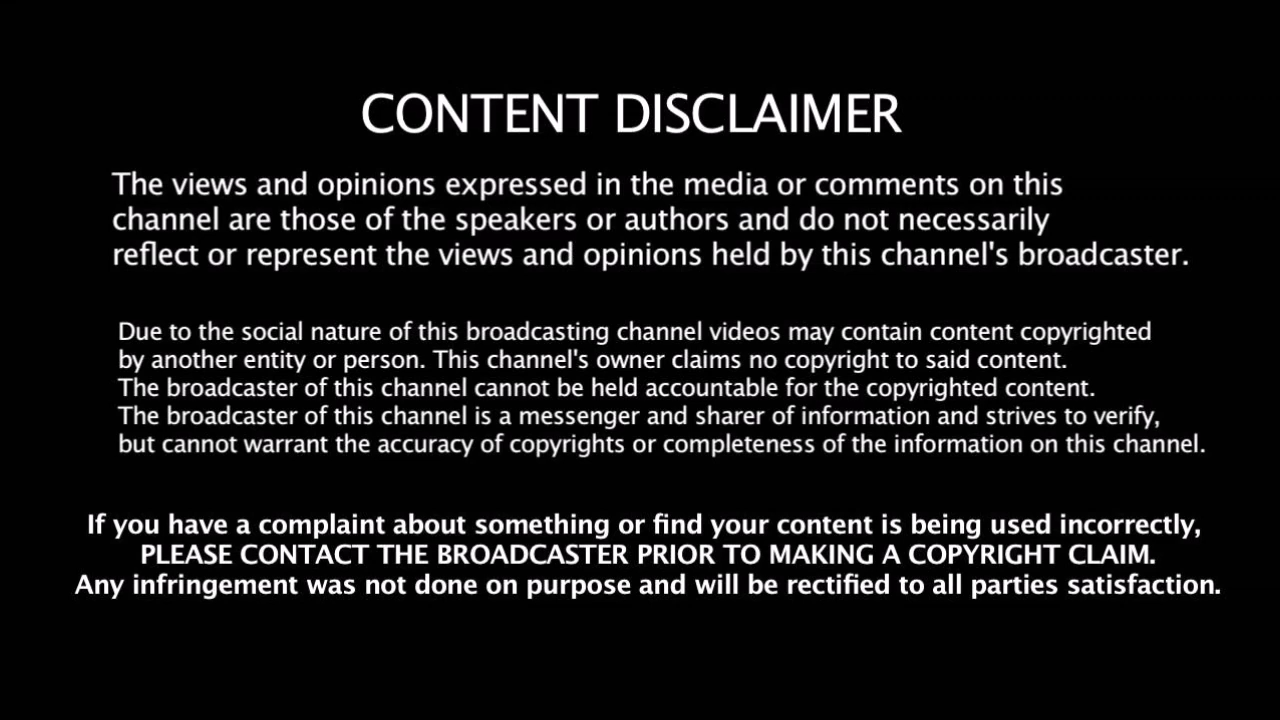 CONTENT DISCLAIMER
The views and opinions expressed in the media or comments on this
channel are those of the speakers or authors and do not necessarily
reflect or represent the views and opinions held by this channel's broadcaster.
Due to the social nature of this broadcasting channel videos may contain content copyrighted
by another entity or person. This channel's owner claims no copyright to said content.
The broadcaster of this channel cannot be held accountable for the copyrighted content.
The broadcaster of this channel is a messenger and sharer of information and strives to verify,
but cannot warrant the accuracy of copyrights or completeness of the information on this channel.
If you have a complaint about something or find your content is being used incorrectly,
PLEASE CONTACT THE BROADCASTER PRIOR TO MAKING A COPYRIGHT CLAIM.
Any infringement was not done on purpose and will be rectified to all parties satisfaction.